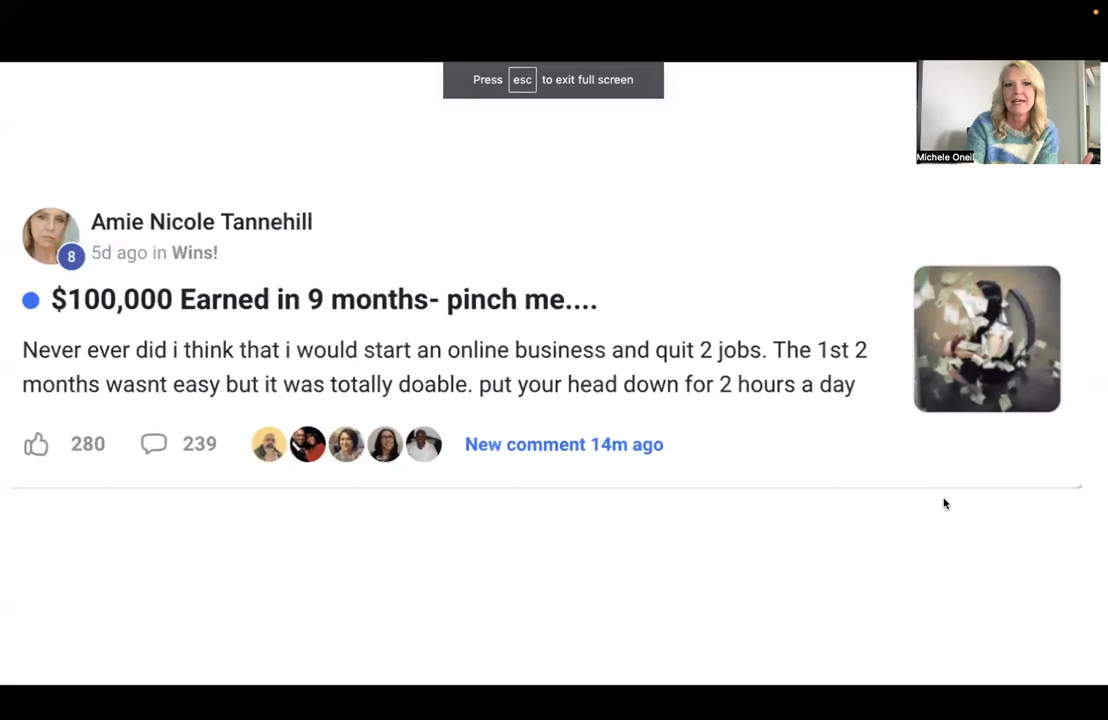 Press esc to exit full screen
Michele Oneil
Amie Nicole Tannehill
8
5d ago in Wins!
$100,000 Earned in 9 months- pinch me....
Never ever did i think that i would start an online business and quit 2 jobs. The 1st 2
months wasnt easy but it was totally doable. put your head down for 2 hours a day
280 239 New comment 14m ago